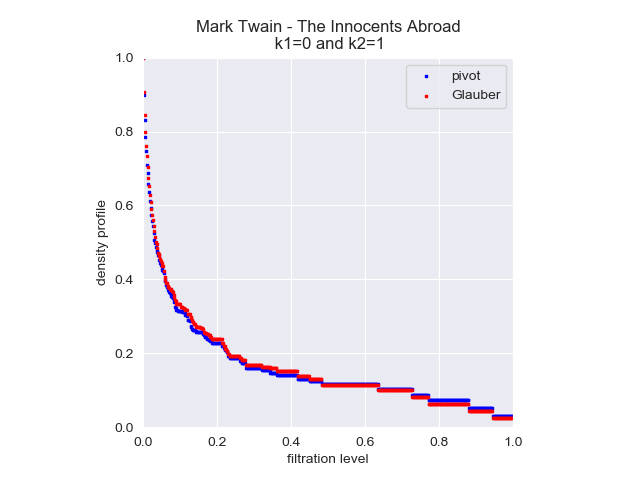 Mark Twain - The Innocents Abroad
k1=0 and k2=1
pivot
Glauber
density profile
1.0
0.8
0.6
0.4
0.2
0.0
0.0 0.2 0.4 0.6 0.8 1.0
filtration level